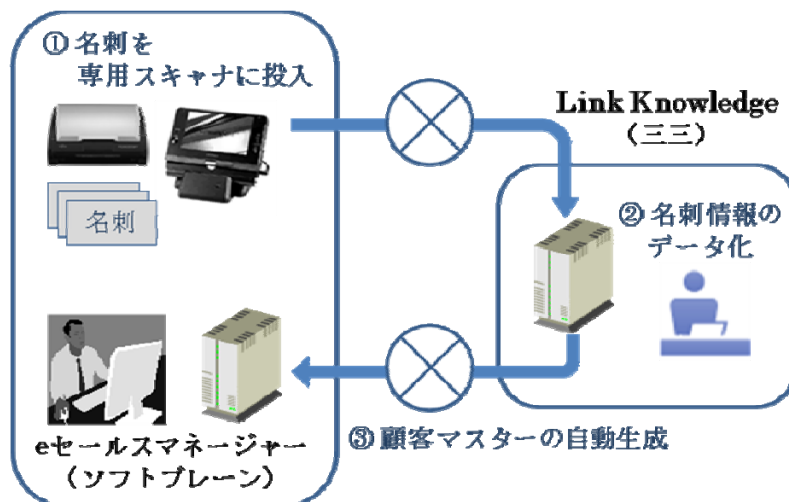 ① 名刺を
専用スキャナに投入
名刺
Link Knowledge
（三三）
② 名刺情報の
データ化
eセールスマネージャー
（ソフトブレーン）
③ 顧客マスターの自動生成